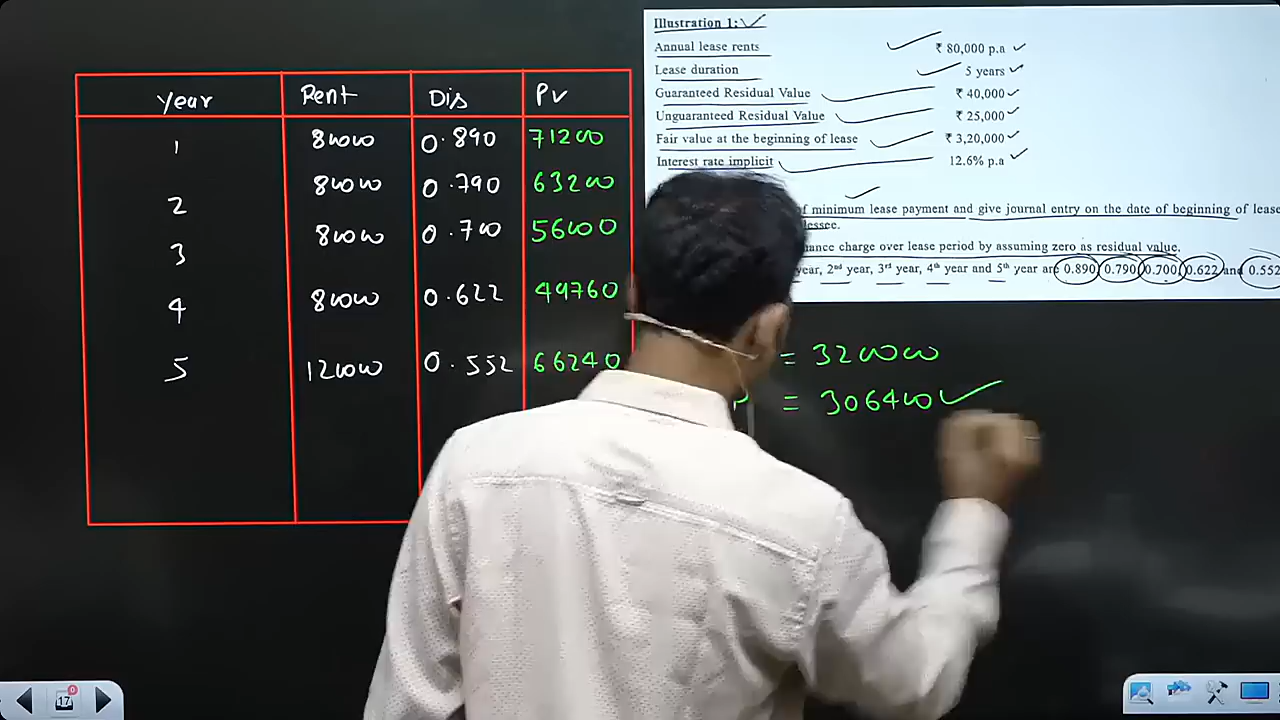 Illustration 1:
Annual lease rents ₹ 80,000 p.a
Lease duration 5 years
Guaranteed Residual Value ₹ 40,000
Unguaranteed Residual Value ₹ 25,000
Fair value at the beginning of lease ₹ 3,20,000
Interest rate implicit 12.6% p.a
f minimum lease payment and give journal entry on the date of beginning of lease
lessee.
charge over lease period by assuming zero as residual value.
year, 2nd year, 3rd year, 4th year and 5th year are 0.890 0.790 0.700 0.622 and 0.552
year Rent Dis PV
1 80000 0.890 71200
2 80000 0.790 63200
3 80000 0.700 56000
4 80000 0.622 49760
5 120000 0.552 66240
= 320000
= 306400
17
0